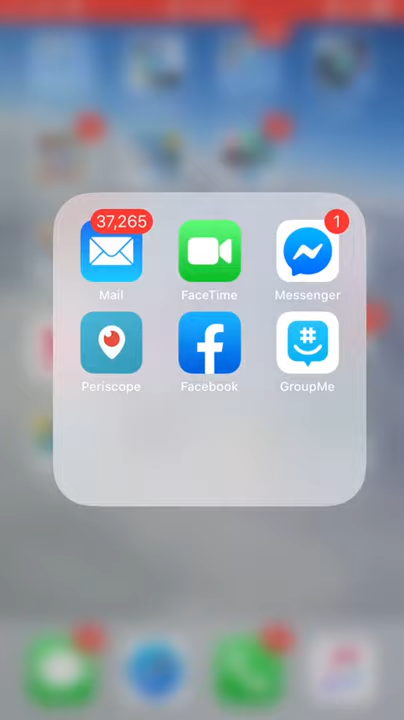 37,265
1
Mail
FaceTime
Messenger
Periscope
Facebook
GroupMe